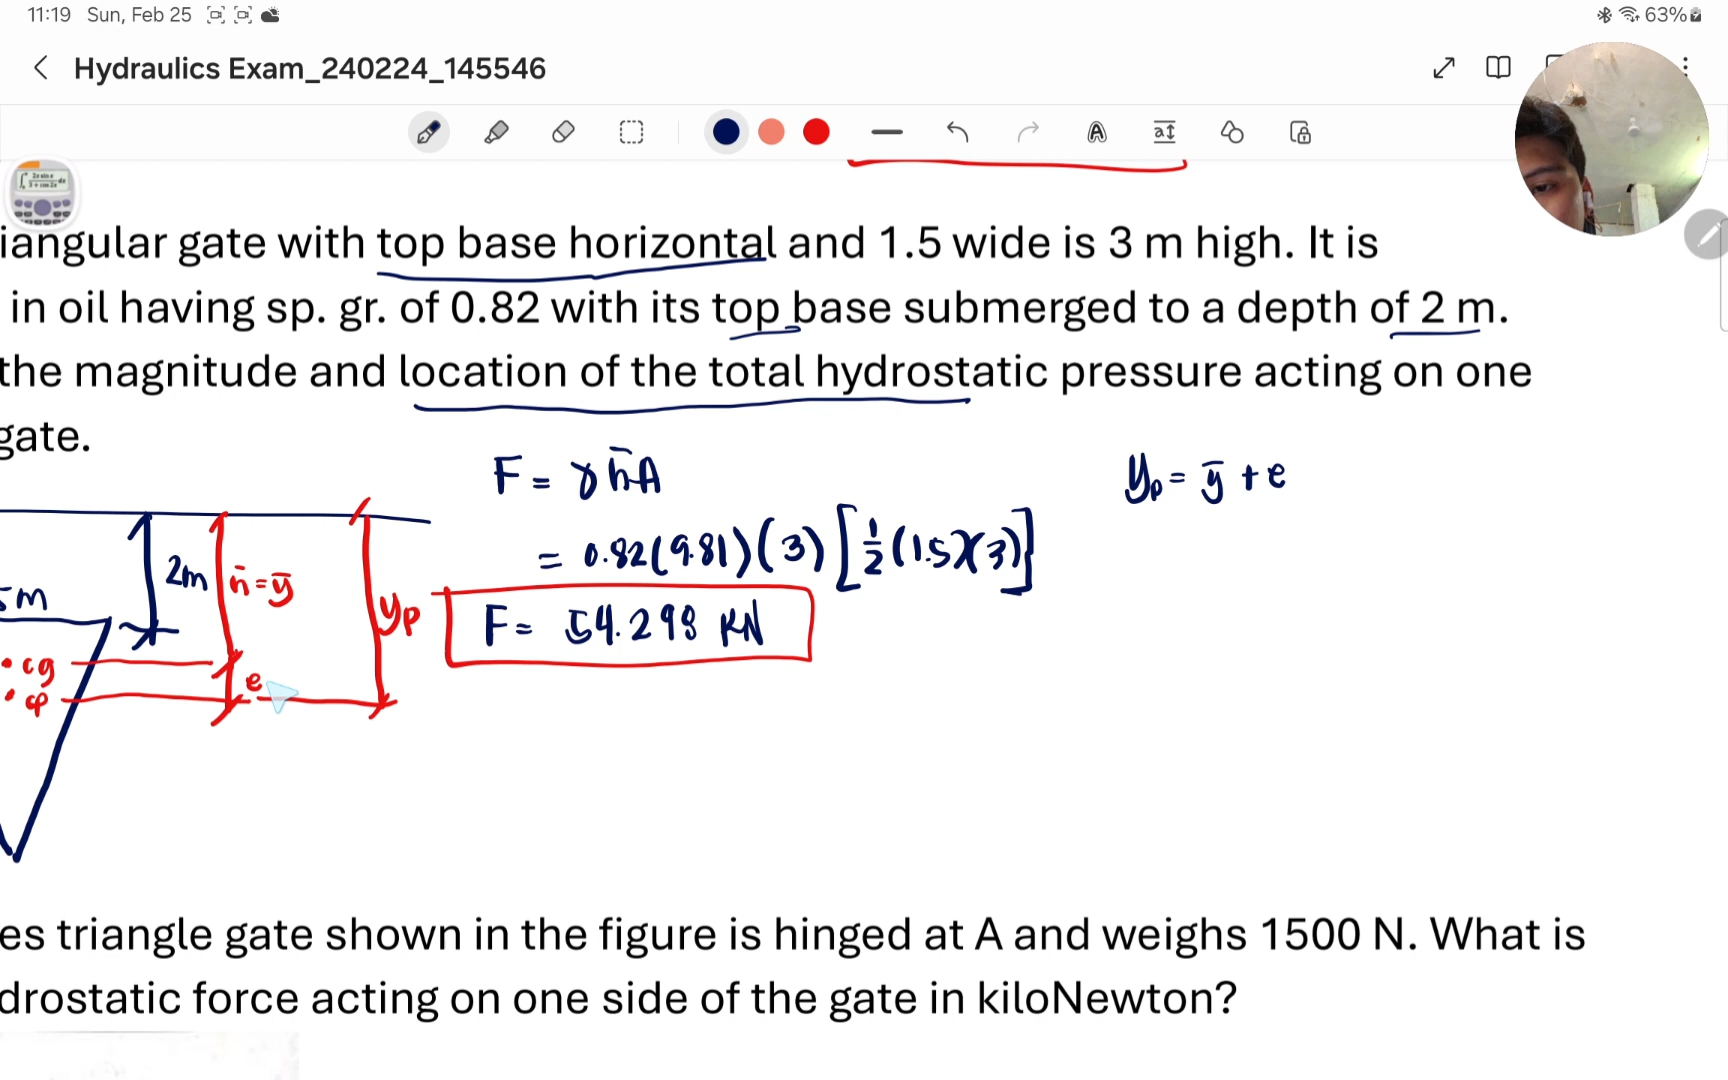 11:19 Sun, Feb 25 63%
Hydraulics Exam_240224_145546
iangular gate with top base horizontal and 1.5 wide is 3 m high. It is
in oil having sp. gr. of 0.82 with its top base submerged to a depth of 2 m.
the magnitude and location of the total hydrostatic pressure acting on one
gate.
F = γh̄A
yp = ȳ + e
= 0.82(9.81)(3)[1/2(1.5)(3)]
F = 54.298 KN
2m
h̄ = ȳ
yp
5m
cg
cp
e
es triangle gate shown in the figure is hinged at A and weighs 1500 N. What is
drostatic force acting on one side of the gate in kiloNewton?